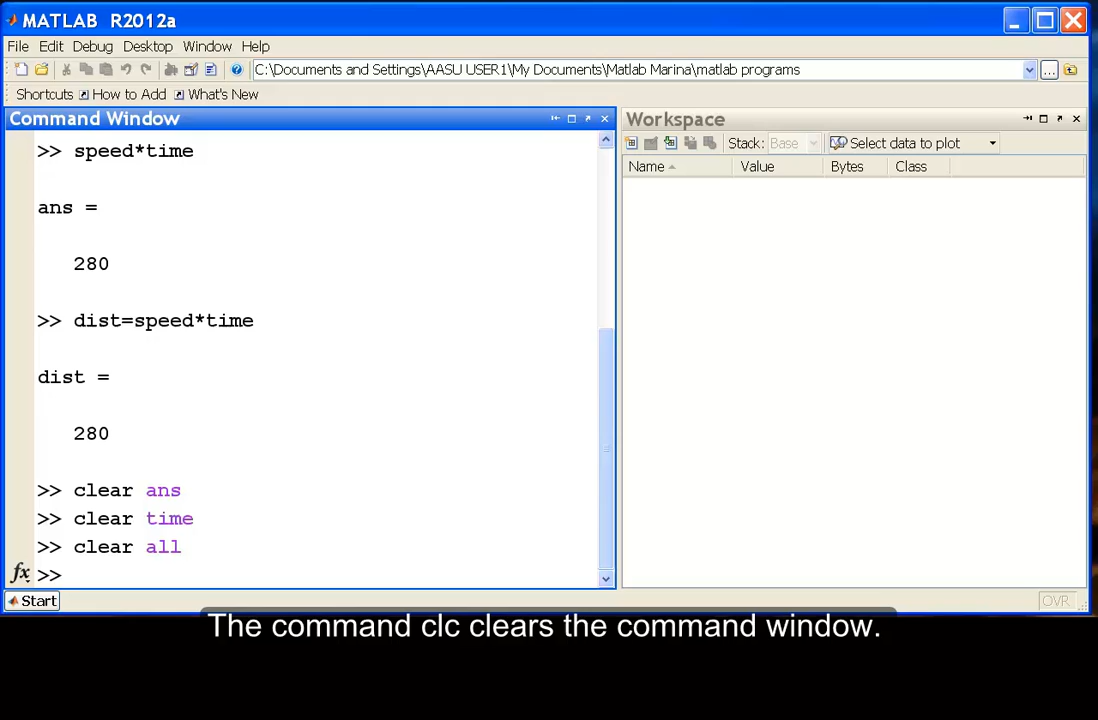 MATLAB R2012a
File Edit Debug Desktop Window Help
C:\Documents and Settings\AASU USER1\My Documents\Matlab Marina\matlab programs ...
Shortcuts How to Add What's New
Command Window
>> speed*time
ans =
280
>> dist=speed*time
dist =
280
>> clear ans
>> clear time
>> clear all
fx >>
Workspace
Stack: Base Select data to plot
Name Value Bytes Class
Start
OVR
The command clc clears the command window.